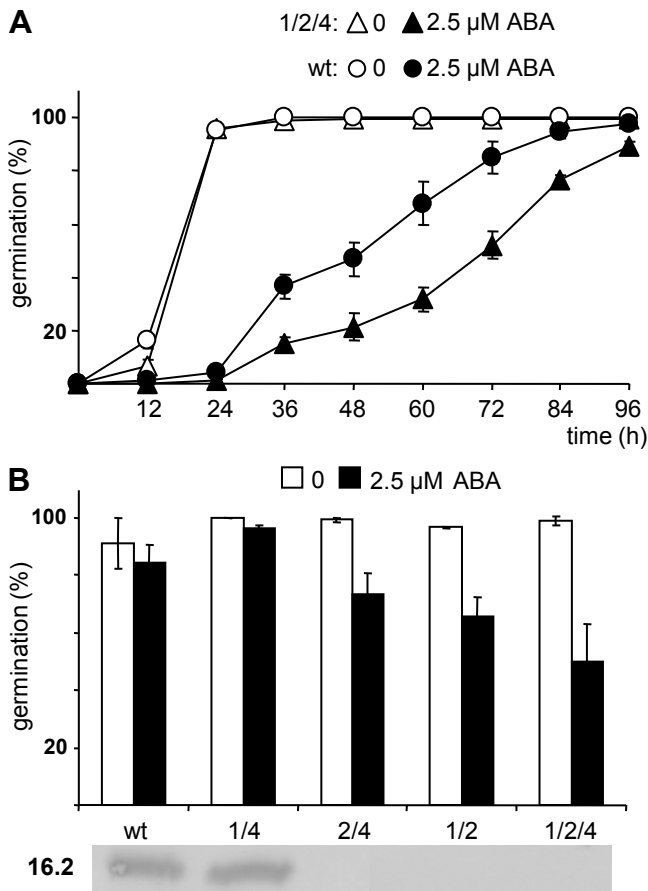 A
1/2/4: △ 0 ▲ 2.5 µM ABA
wt: ○ 0 ● 2.5 µM ABA
100
germination (%)
20
12 24 36 48 60 72 84 96
time (h)
B
0 2.5 µM ABA
100
germination (%)
20
wt 1/4 2/4 1/2 1/2/4
16.2